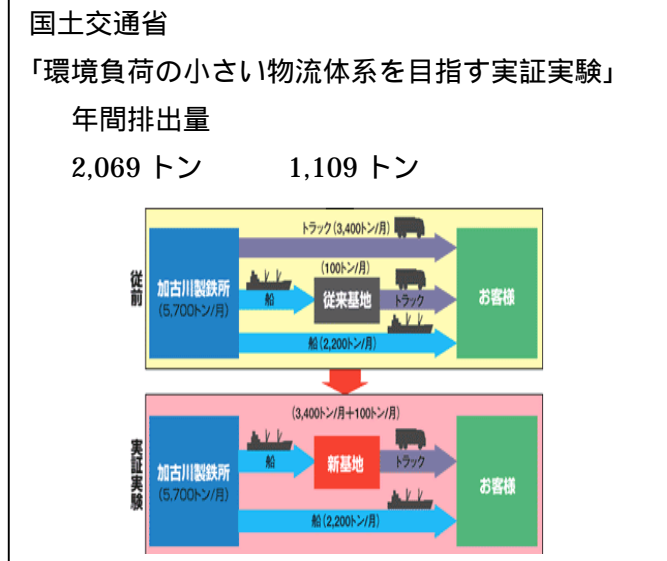 国土交通省
「環境負荷の小さい物流体系を目指す実証実験」
年間排出量
2,069 トン 1,109 トン
従前
トラック(3,400トン/月)
加古川製鉄所
(5,700トン/月)
船
(100トン/月)
従来基地
トラック
お客様
船(2,200トン/月)
実証実験
(3,400トン/月+100トン/月)
加古川製鉄所
(5,700トン/月)
船
新基地
トラック
お客様
船(2,200トン/月)